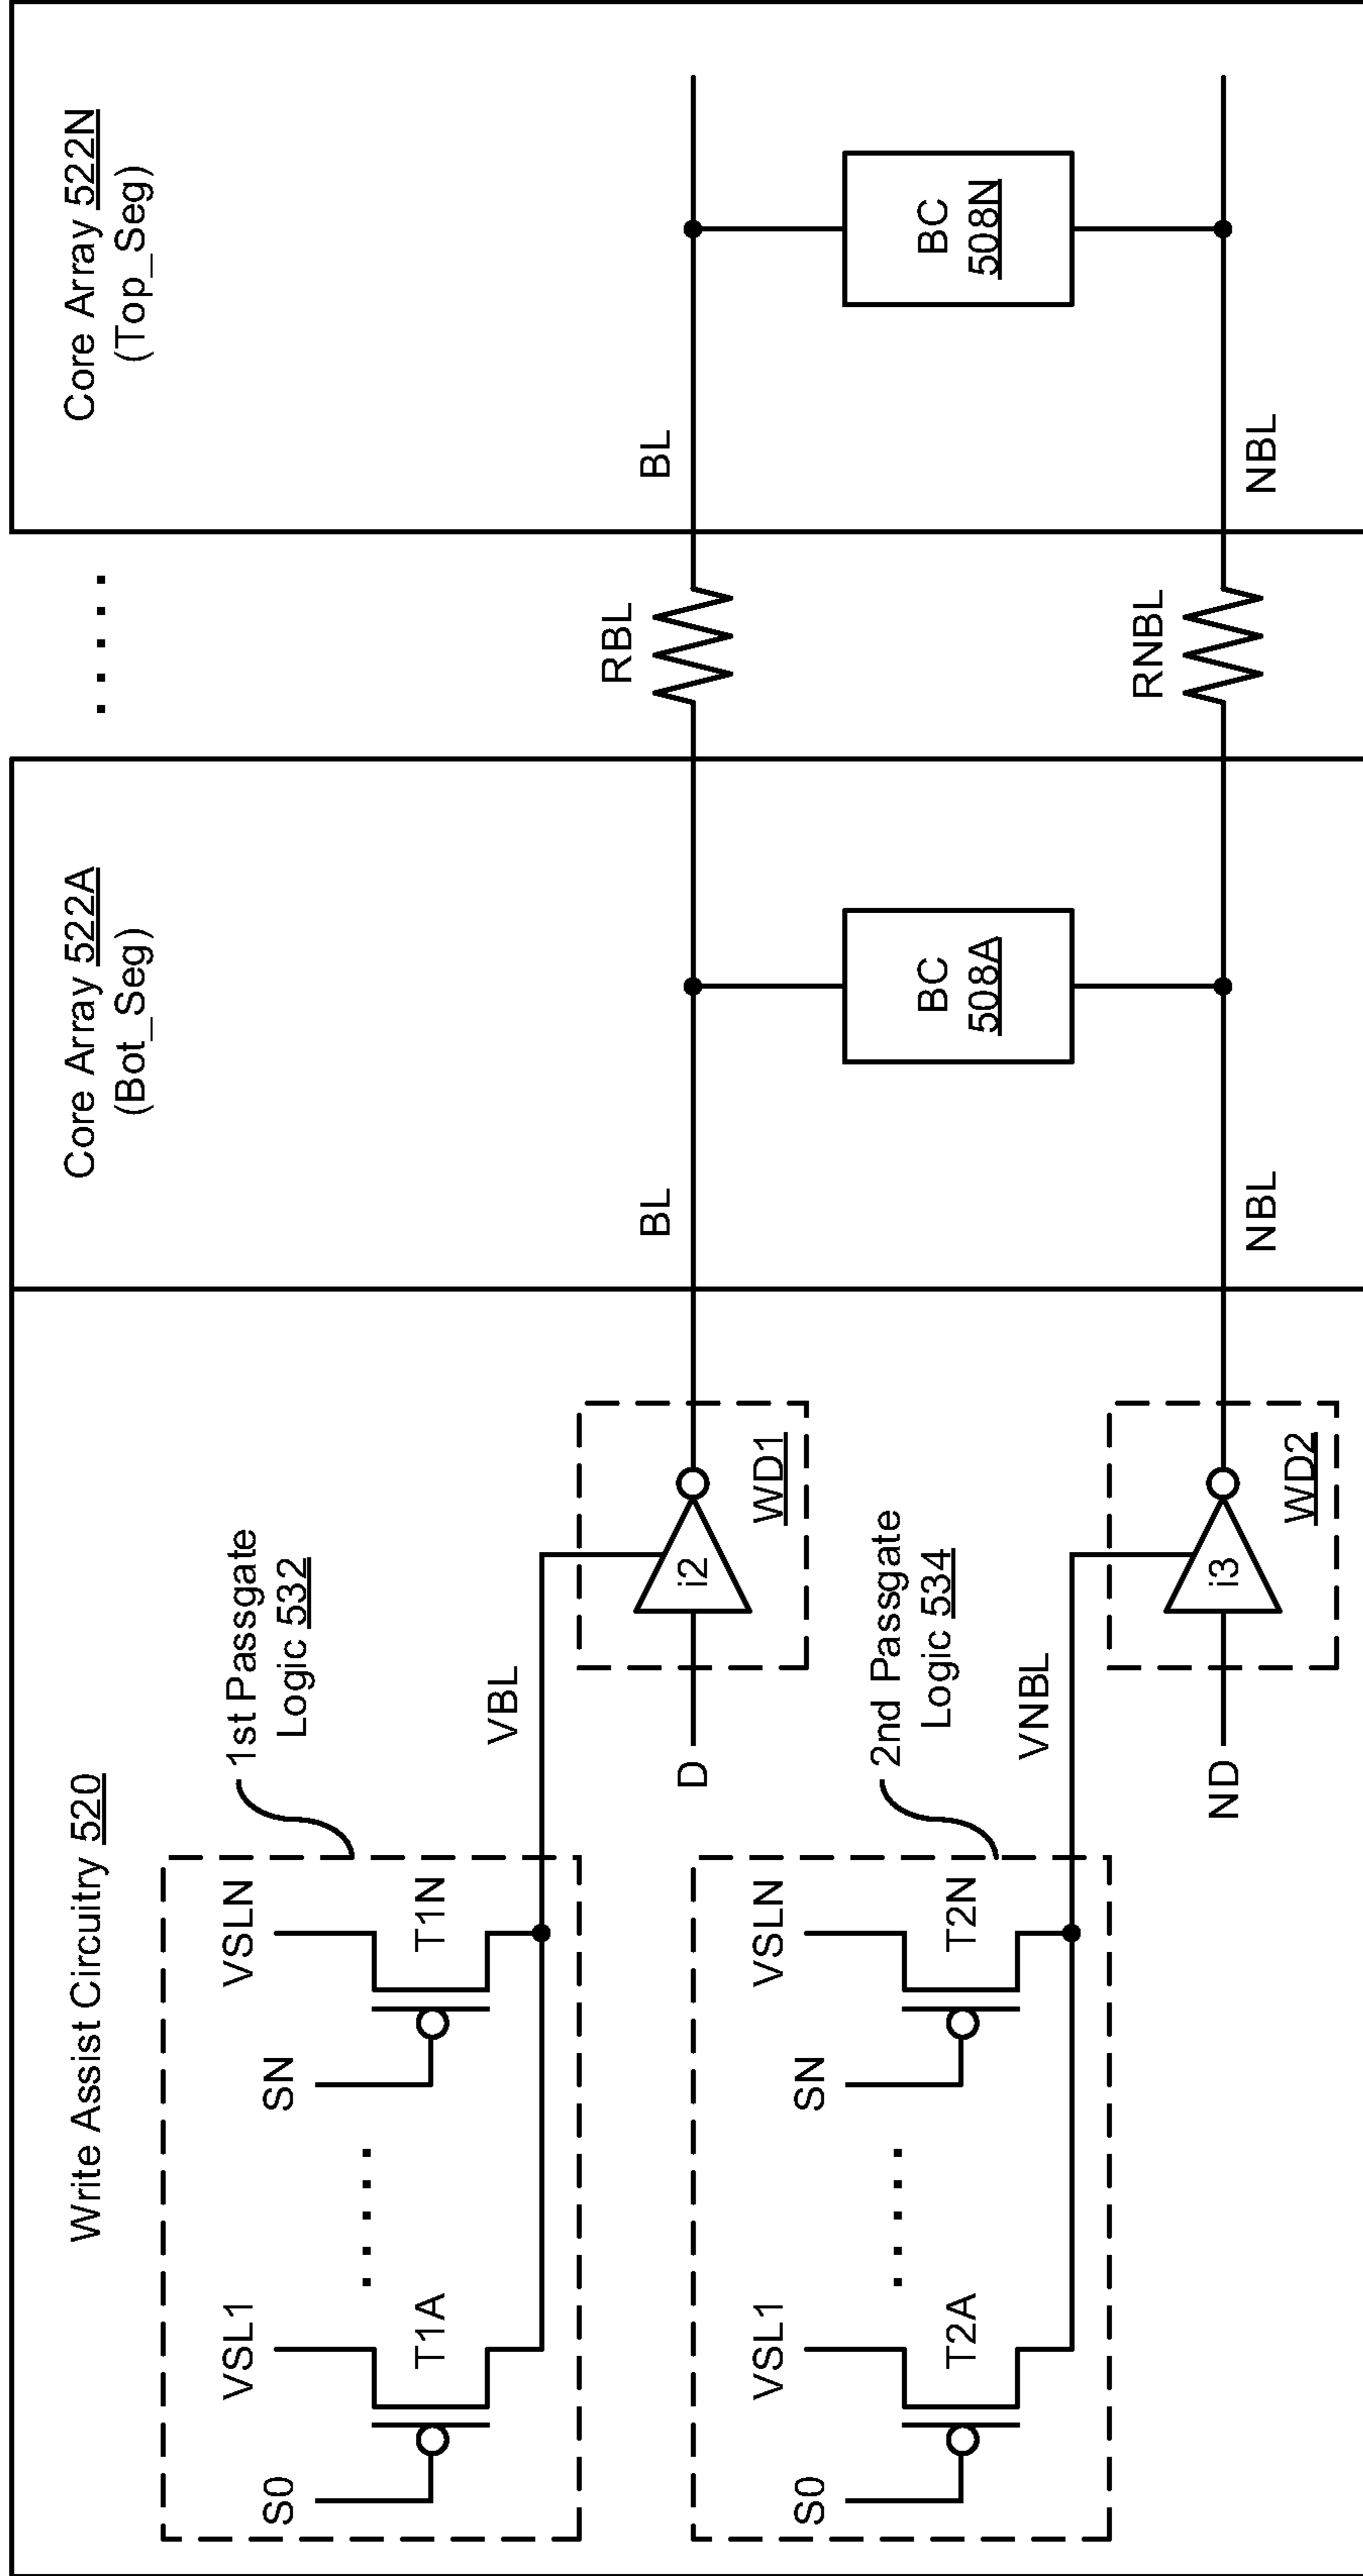 Write Assist Circuitry 520
Core Array 522A
(Bot_Seg)
. . . . .
Core Array 522N
(Top_Seg)
VSL1
VSLN
S0
T1A
. . . . .
SN
T1N
1st Passgate
Logic 532
VBL
D
i2
WD1
BL
BC
508A
RBL
BL
BC
508N
VSL1
VSLN
S0
T2A
. . . . .
SN
T2N
2nd Passgate
Logic 534
VNBL
ND
i3
WD2
NBL
RNBL
NBL